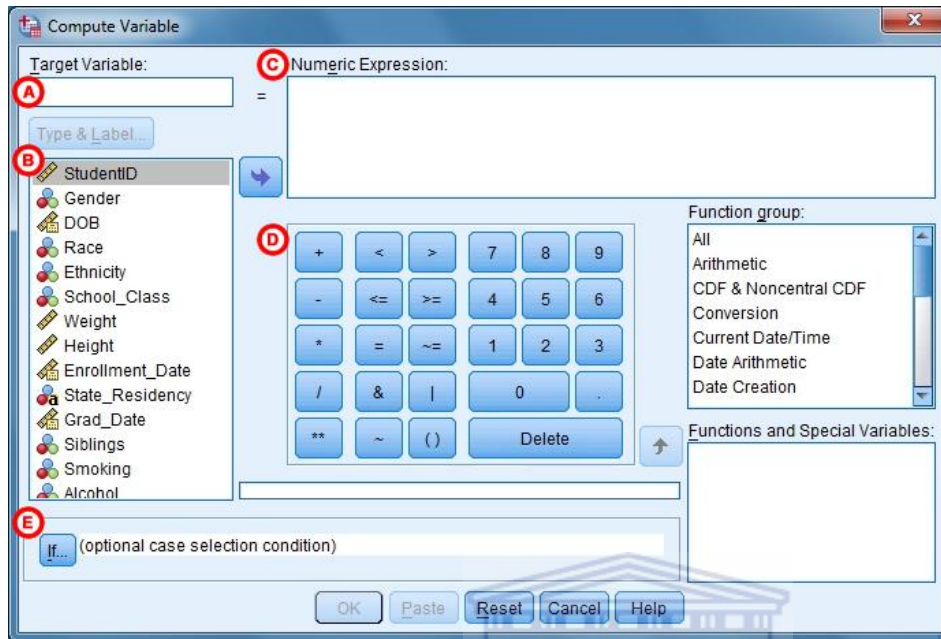 Compute Variable
Target Variable:
A
=
Type & Label...
B
StudentID
Gender
DOB
Race
Ethnicity
School_Class
Weight
Height
Enrollment_Date
State_Residency
Grad_Date
Siblings
Smoking
Alcohol
C Numeric Expression:
D
+ < > 7 8 9
- <= >= 4 5 6
* = ~= 1 2 3
/ & | 0 .
** ~ ( ) Delete
Function group:
All
Arithmetic
CDF & Noncentral CDF
Conversion
Current Date/Time
Date Arithmetic
Date Creation
Functions and Special Variables:
E
If... (optional case selection condition)
OK Paste Reset Cancel Help